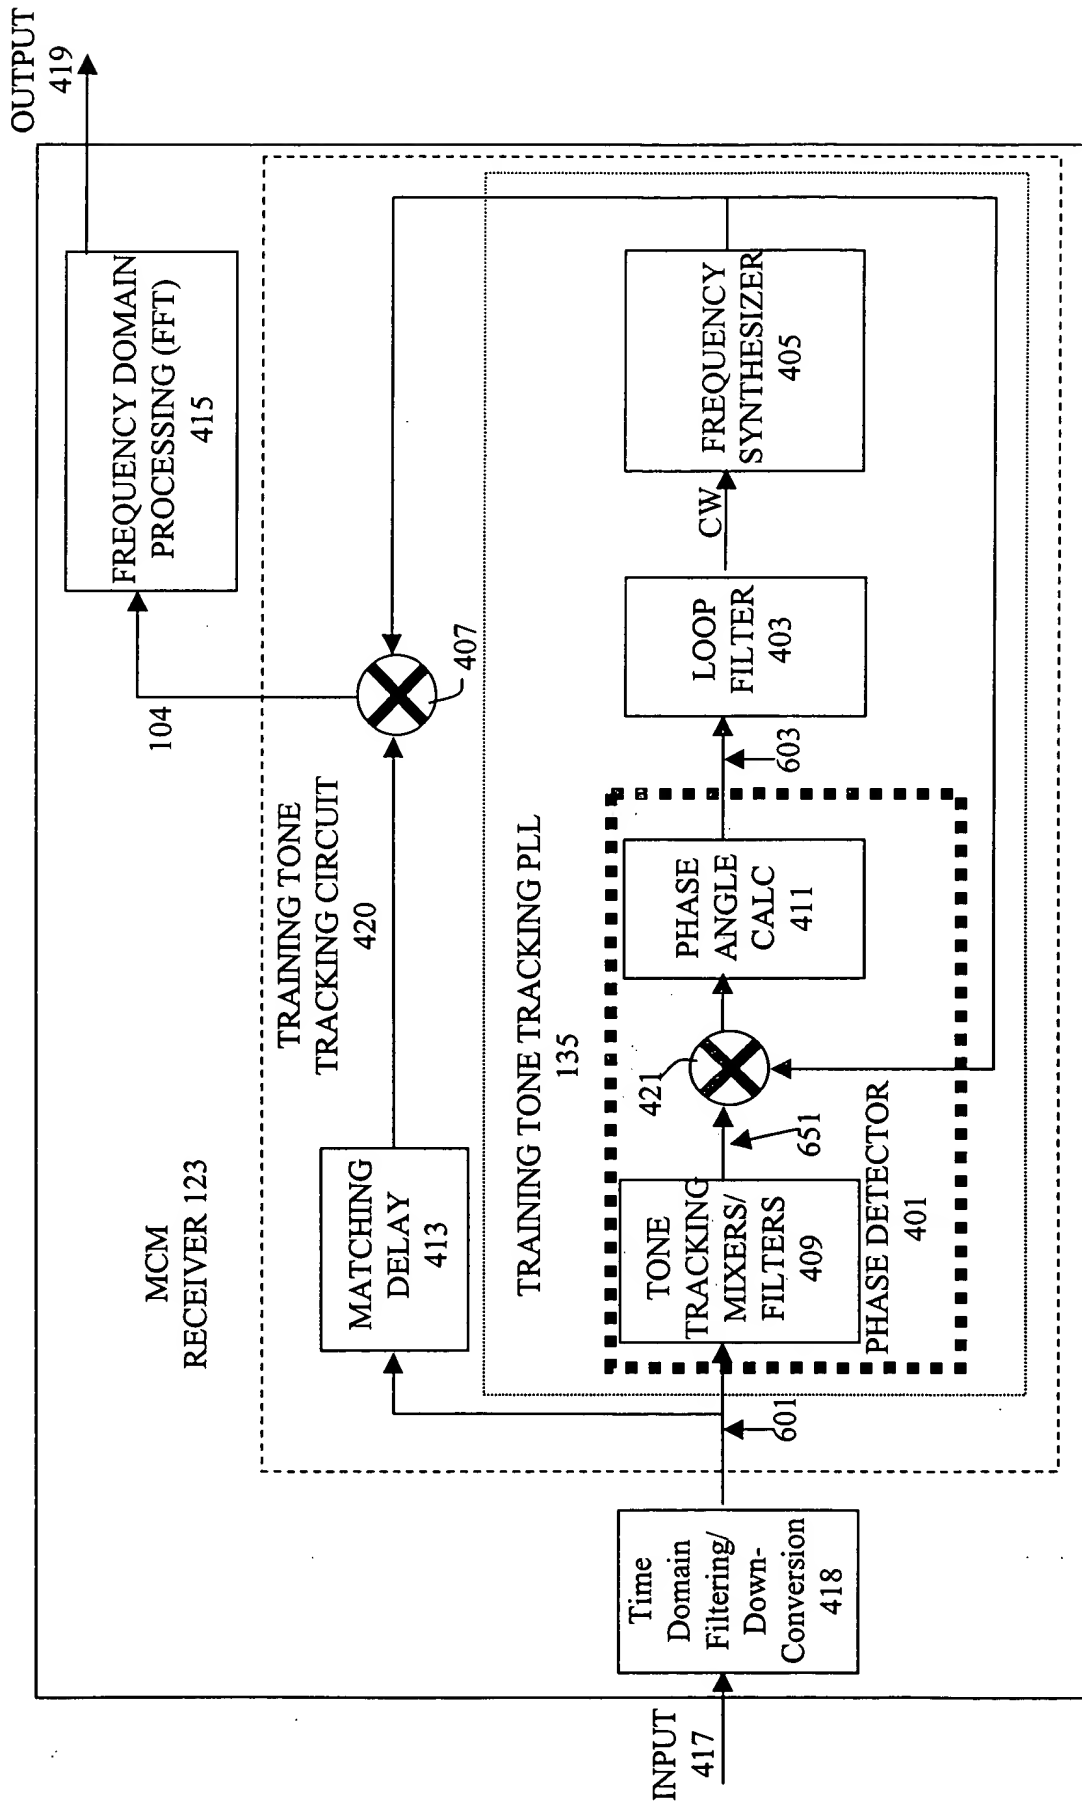 OUTPUT
419
FREQUENCY DOMAIN
PROCESSING (FFT)
415
104
MCM
RECEIVER 123
TRAINING TONE
TRACKING CIRCUIT
420
407
MATCHING
DELAY
413
TRAINING TONE TRACKING PLL
135
INPUT
417
Time
Domain
Filtering/
Down-
Conversion
418
601
TONE
TRACKING
MIXERS/
FILTERS
409
651
421
PHASE
ANGLE
CALC
411
PHASE DETECTOR
401
603
LOOP
FILTER
403
CW
FREQUENCY
SYNTHESIZER
405